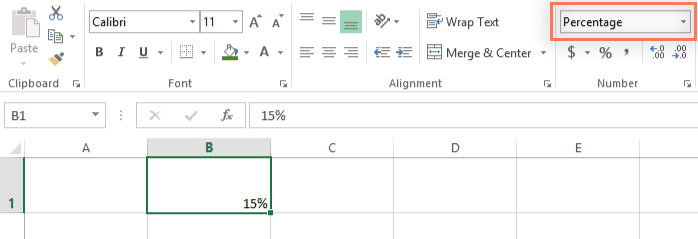 Calibri 11 A A Wrap Text Percentage
Paste
B I U A Merge & Center $ % , .0 .00 .00 .0
Clipboard Font Alignment Number
B1 fx 15%
A B C D E
1 15%